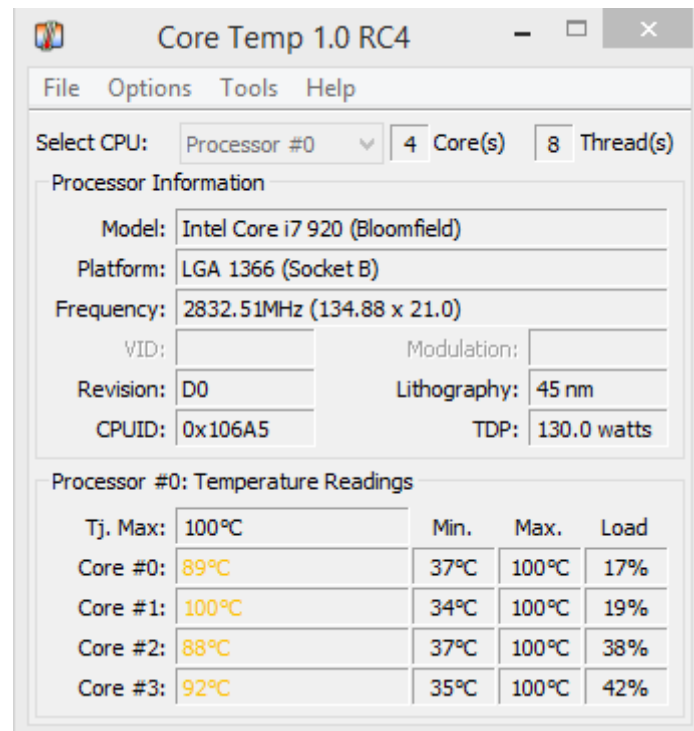 Core Temp 1.0 RC4
File Options Tools Help
Select CPU: Processor #0 4 Core(s) 8 Thread(s)
Processor Information
Model: Intel Core i7 920 (Bloomfield)
Platform: LGA 1366 (Socket B)
Frequency: 2832.51MHz (134.88 x 21.0)
VID: Modulation:
Revision: D0 Lithography: 45 nm
CPUID: 0x106A5 TDP: 130.0 watts
Processor #0: Temperature Readings
Tj. Max: 100°C Min. Max. Load
Core #0: 89°C 37°C 100°C 17%
Core #1: 100°C 34°C 100°C 19%
Core #2: 88°C 37°C 100°C 38%
Core #3: 92°C 35°C 100°C 42%